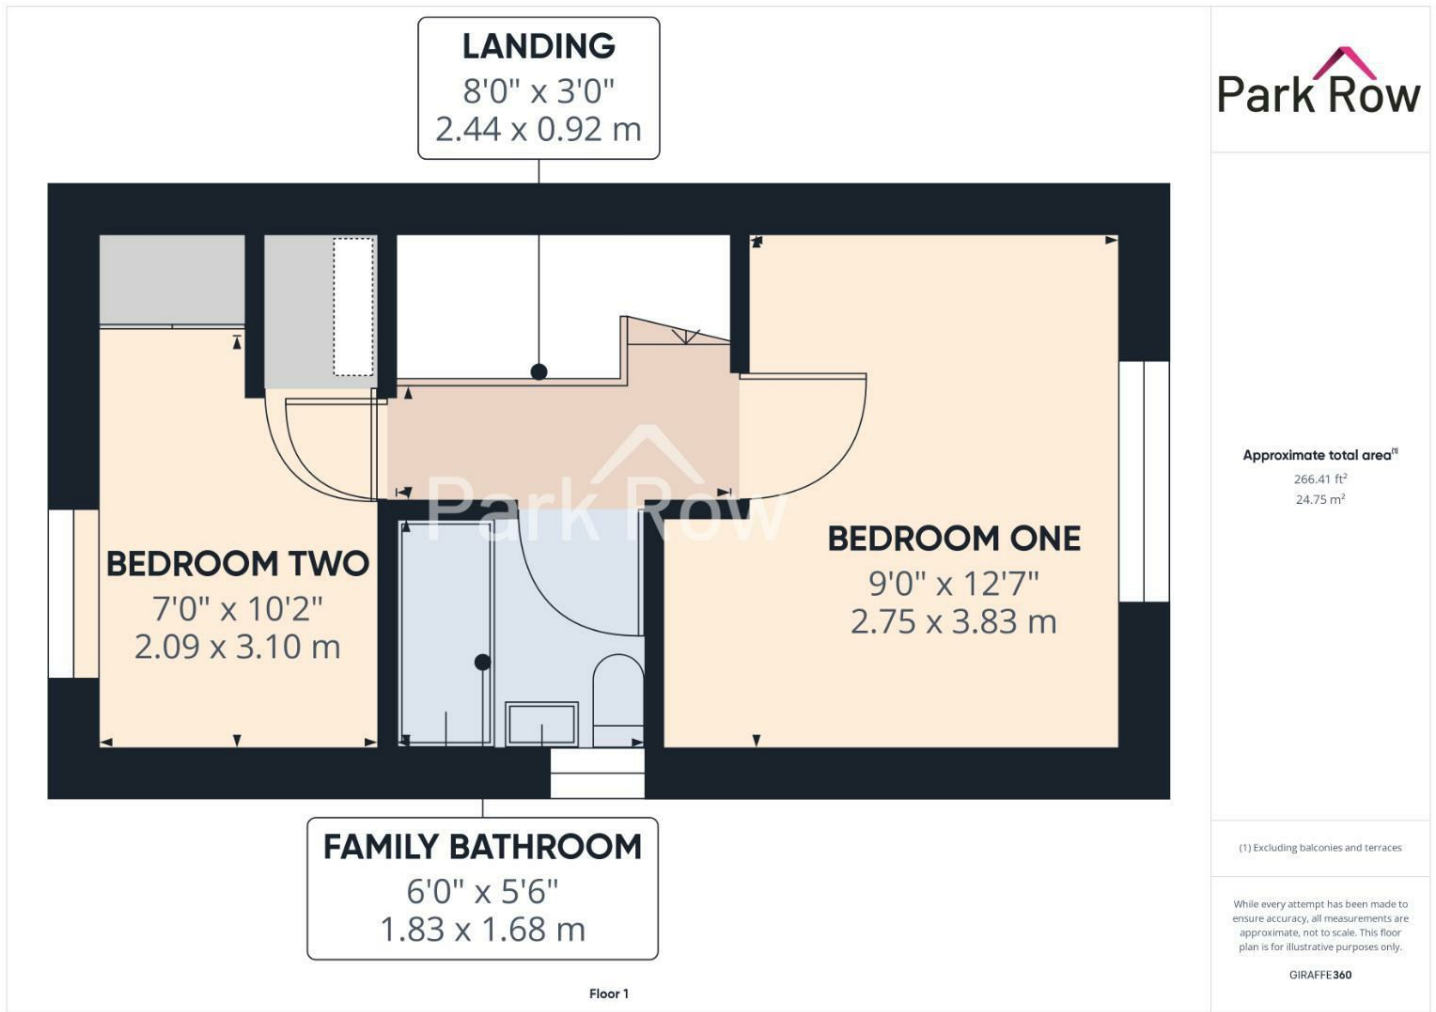 LANDING
8'0" x 3'0"
2.44 x 0.92 m
Park Row
Park Row
BEDROOM TWO
7'0" x 10'2"
2.09 x 3.10 m
BEDROOM ONE
9'0" x 12'7"
2.75 x 3.83 m
FAMILY BATHROOM
6'0" x 5'6"
1.83 x 1.68 m
Floor 1
Approximate total area(1)
266.41 ft²
24.75 m²
(1) Excluding balconies and terraces
While every attempt has been made to
ensure accuracy, all measurements are
approximate, not to scale. This floor
plan is for illustrative purposes only.
GIRAFFE360